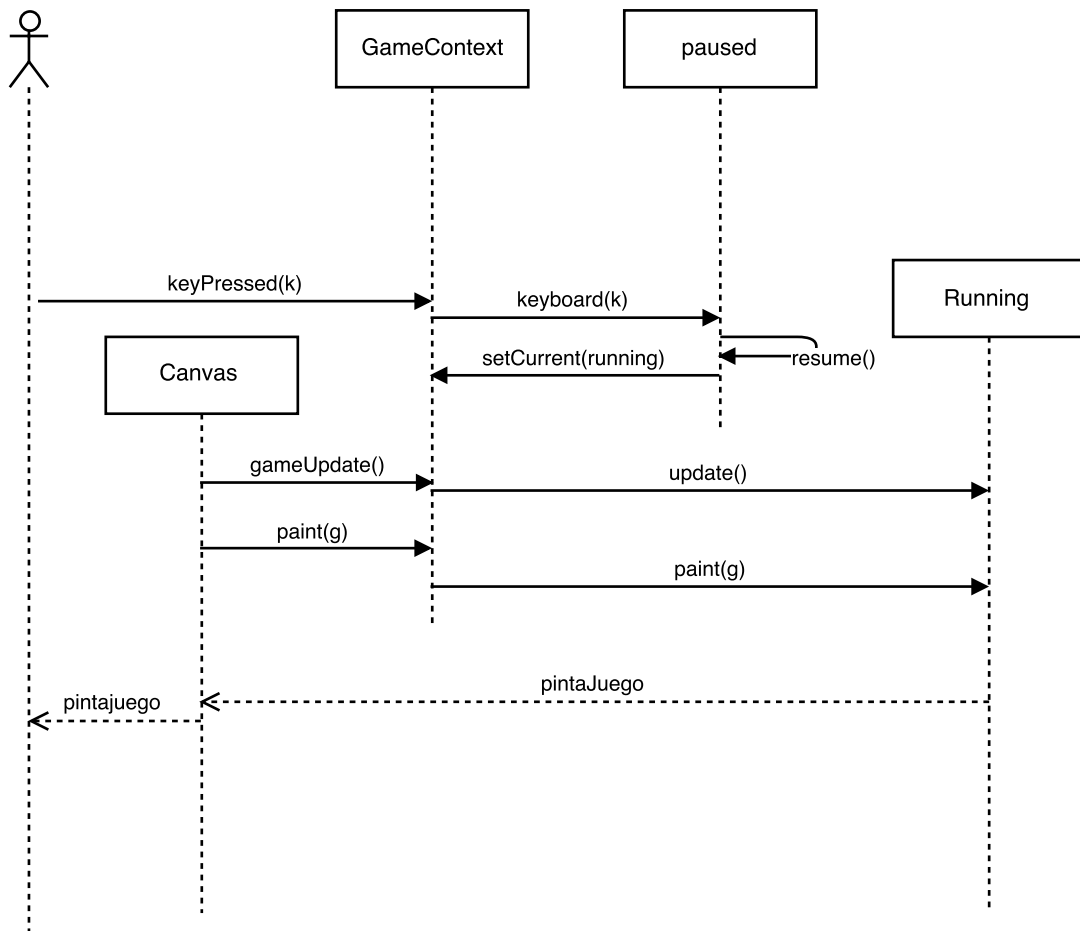 GameContext
paused
keyPressed(k)
keyboard(k)
Running
setCurrent(running)
resume()
Canvas
gameUpdate()
update()
paint(g)
paint(g)
pintaJuego
pintajuego